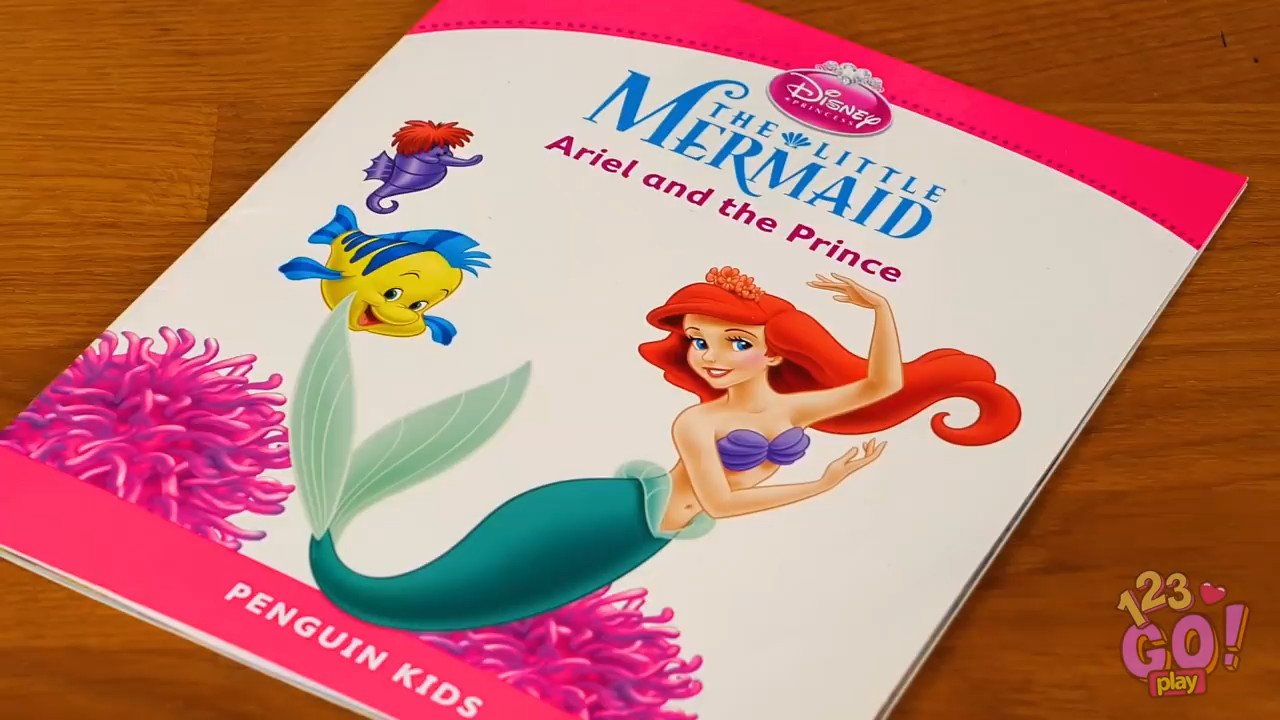 Disney
PRINCESS
THE LITTLE
MERMAID
Ariel and the Prince
PENGUIN KIDS
123
GO!
play